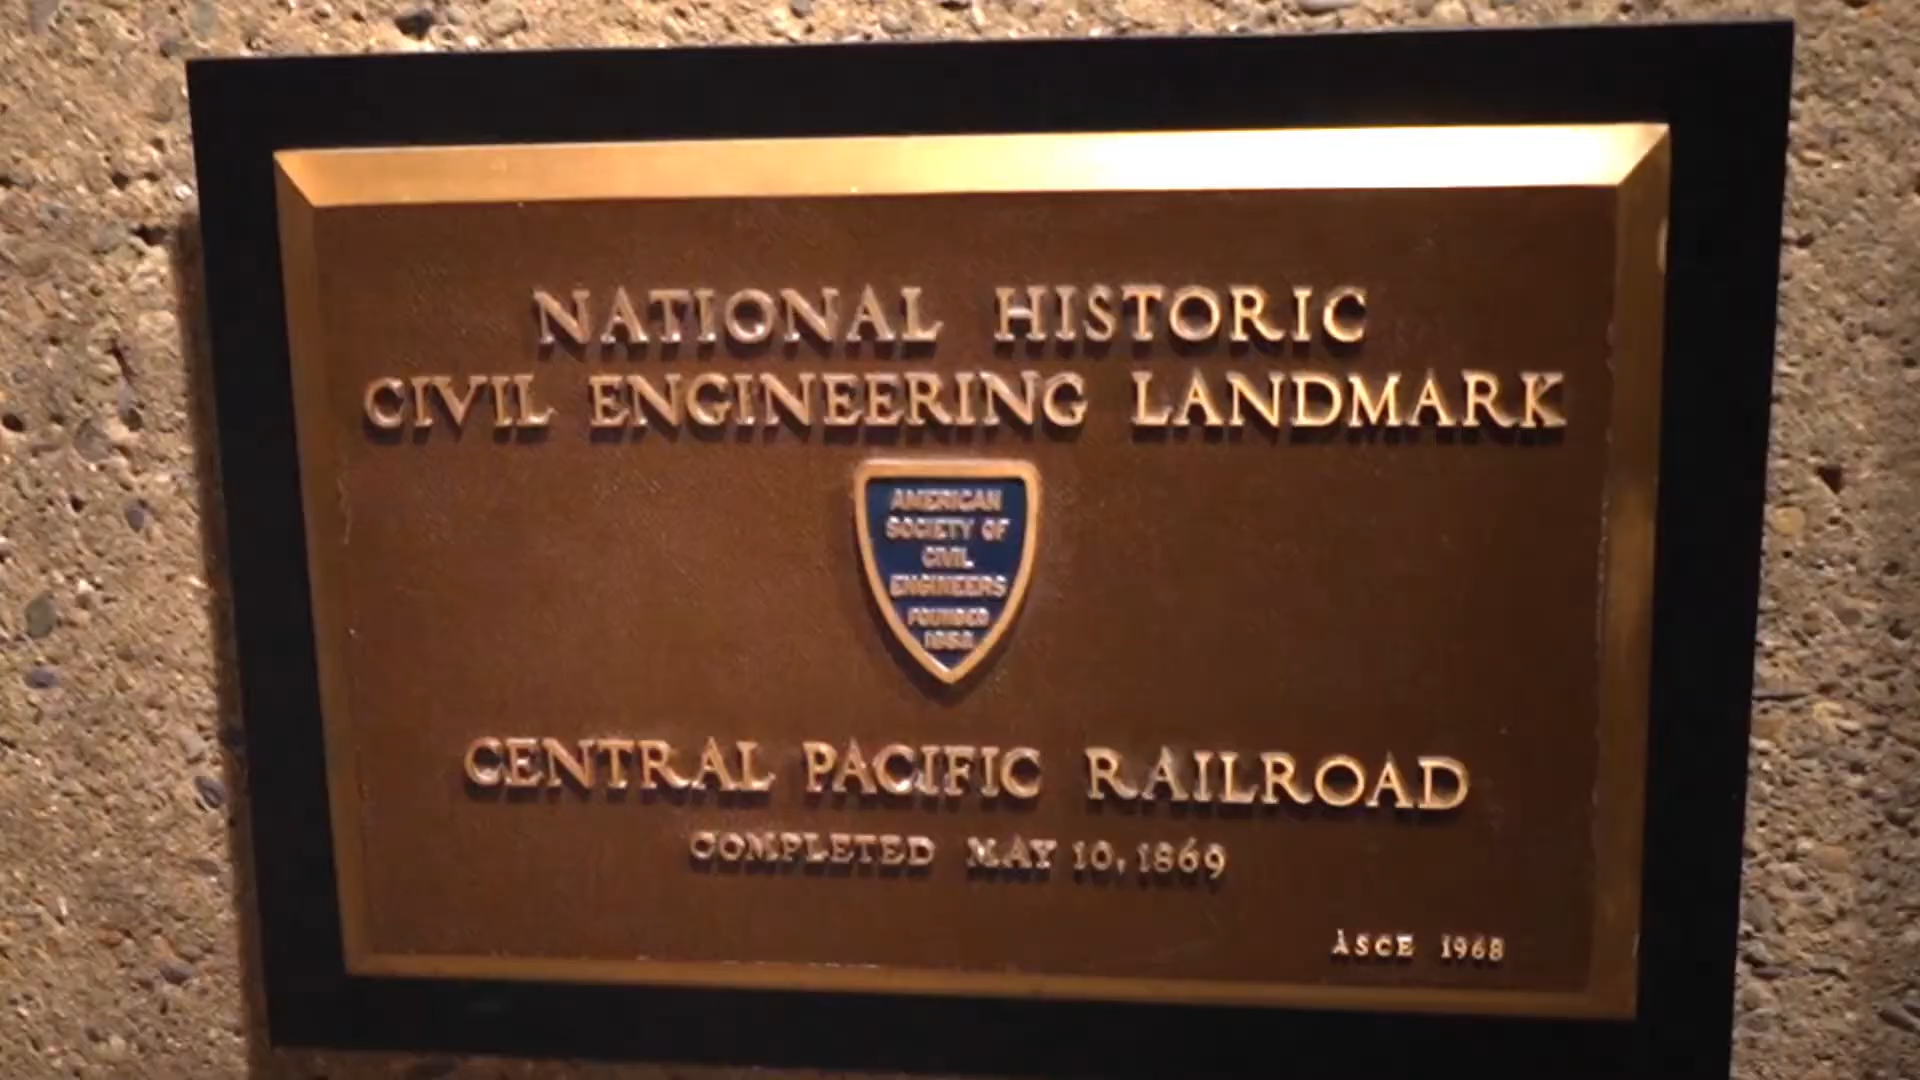 NATIONAL HISTORIC
CIVIL ENGINEERING LANDMARK
AMERICAN
SOCIETY OF
CIVIL
ENGINEERS
FOUNDED
1852
CENTRAL PACIFIC RAILROAD
COMPLETED MAY 10, 1869
ASCE 1968